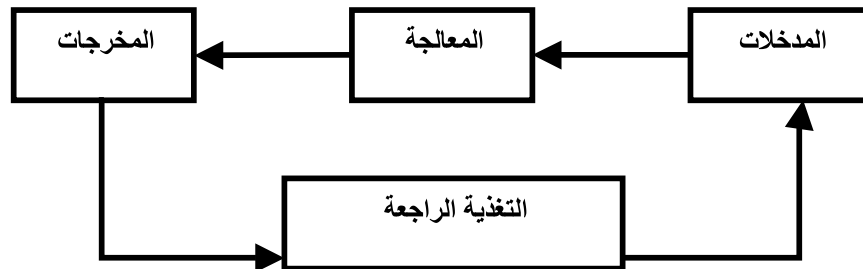 المدخلات
المعالجة
المخرجات
التغذية الراجعة